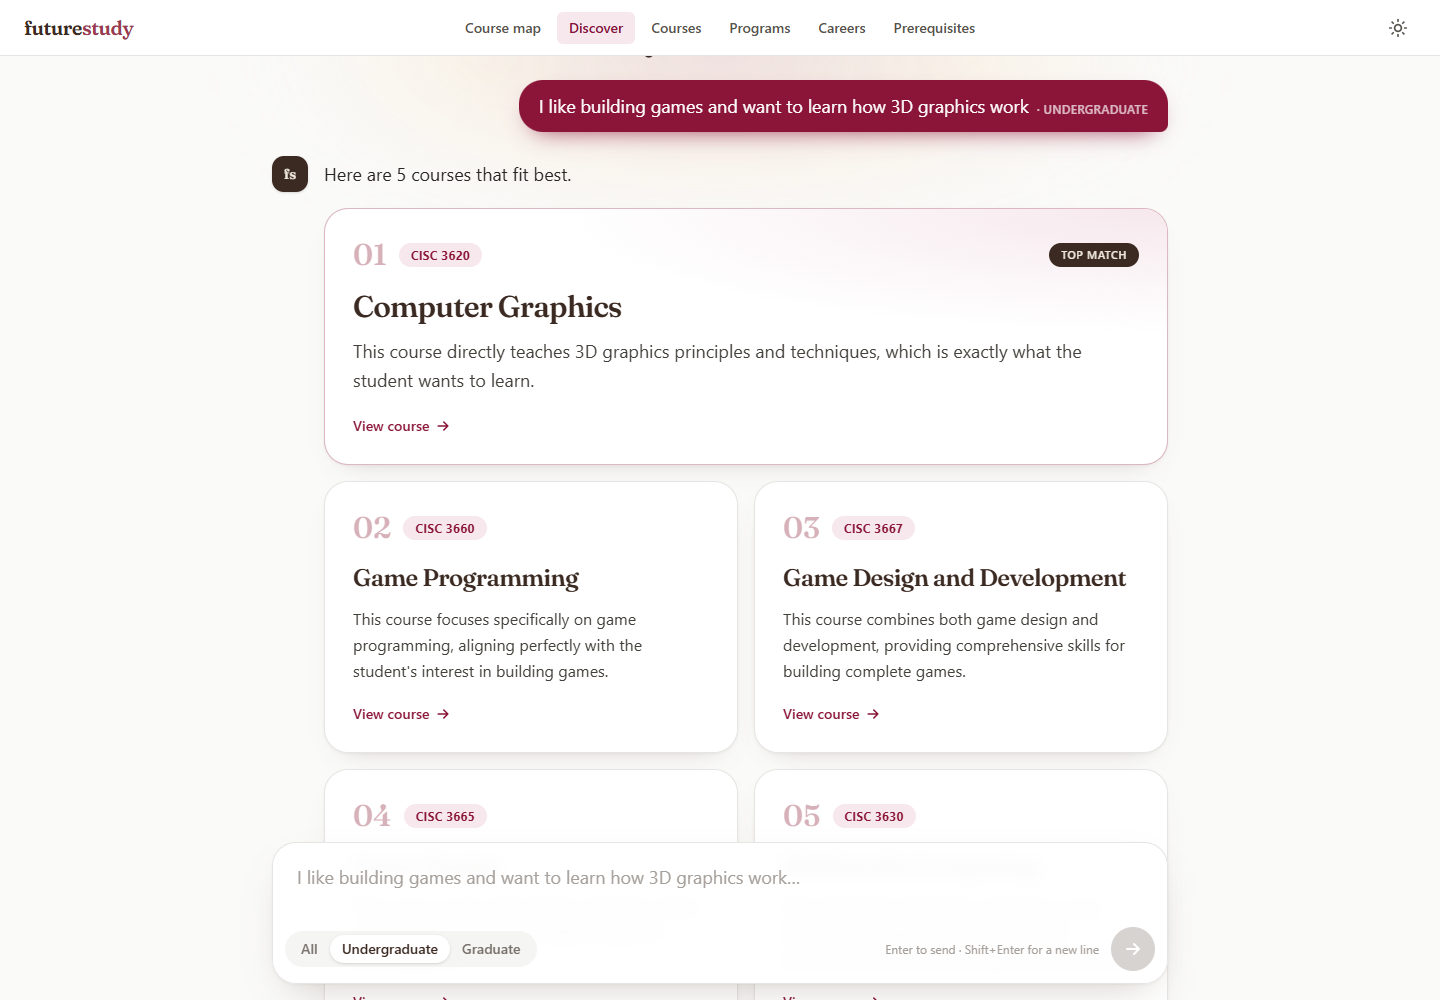 futurestudy
Course map
Discover
Courses
Programs
Careers
Prerequisites
I like building games and want to learn how 3D graphics work · UNDERGRADUATE
fs
Here are 5 courses that fit best.
01 CISC 3620
TOP MATCH
Computer Graphics
This course directly teaches 3D graphics principles and techniques, which is exactly what the
student wants to learn.
View course →
02 CISC 3660
Game Programming
This course focuses specifically on game
programming, aligning perfectly with the
student's interest in building games.
View course →
03 CISC 3667
Game Design and Development
This course combines both game design and
development, providing comprehensive skills for
building complete games.
View course →
04 CISC 3665
05 CISC 3630
I like building games and want to learn how 3D graphics work...
All
Undergraduate
Graduate
Enter to send · Shift+Enter for a new line